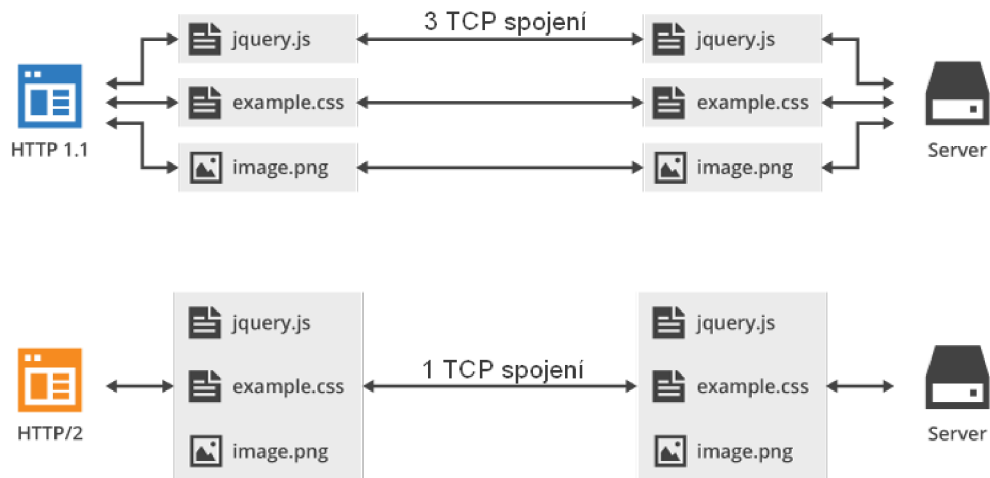 3 TCP spojení
jquery.js
jquery.js
example.css
example.css
HTTP 1.1
image.png
image.png
Server
jquery.js
jquery.js
1 TCP spojení
example.css
example.css
HTTP/2
image.png
image.png
Server